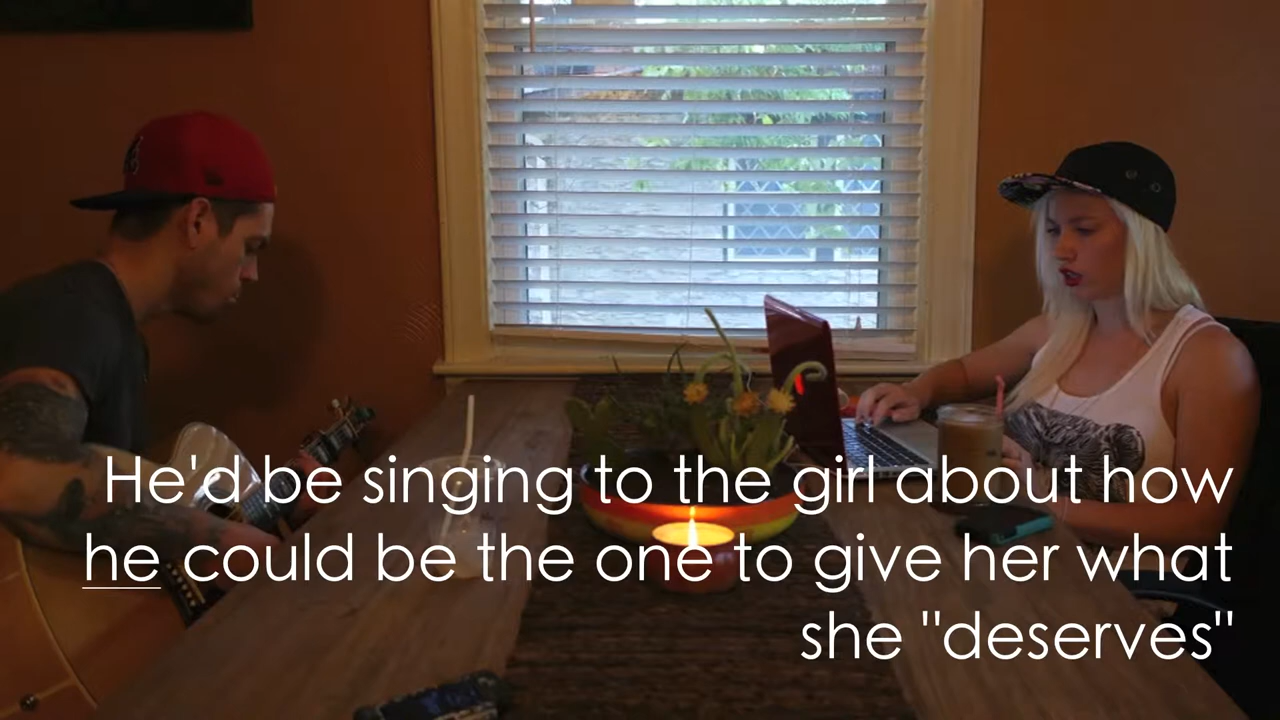 He'd be singing to the girl about how
he could be the one to give her what
she "deserves"